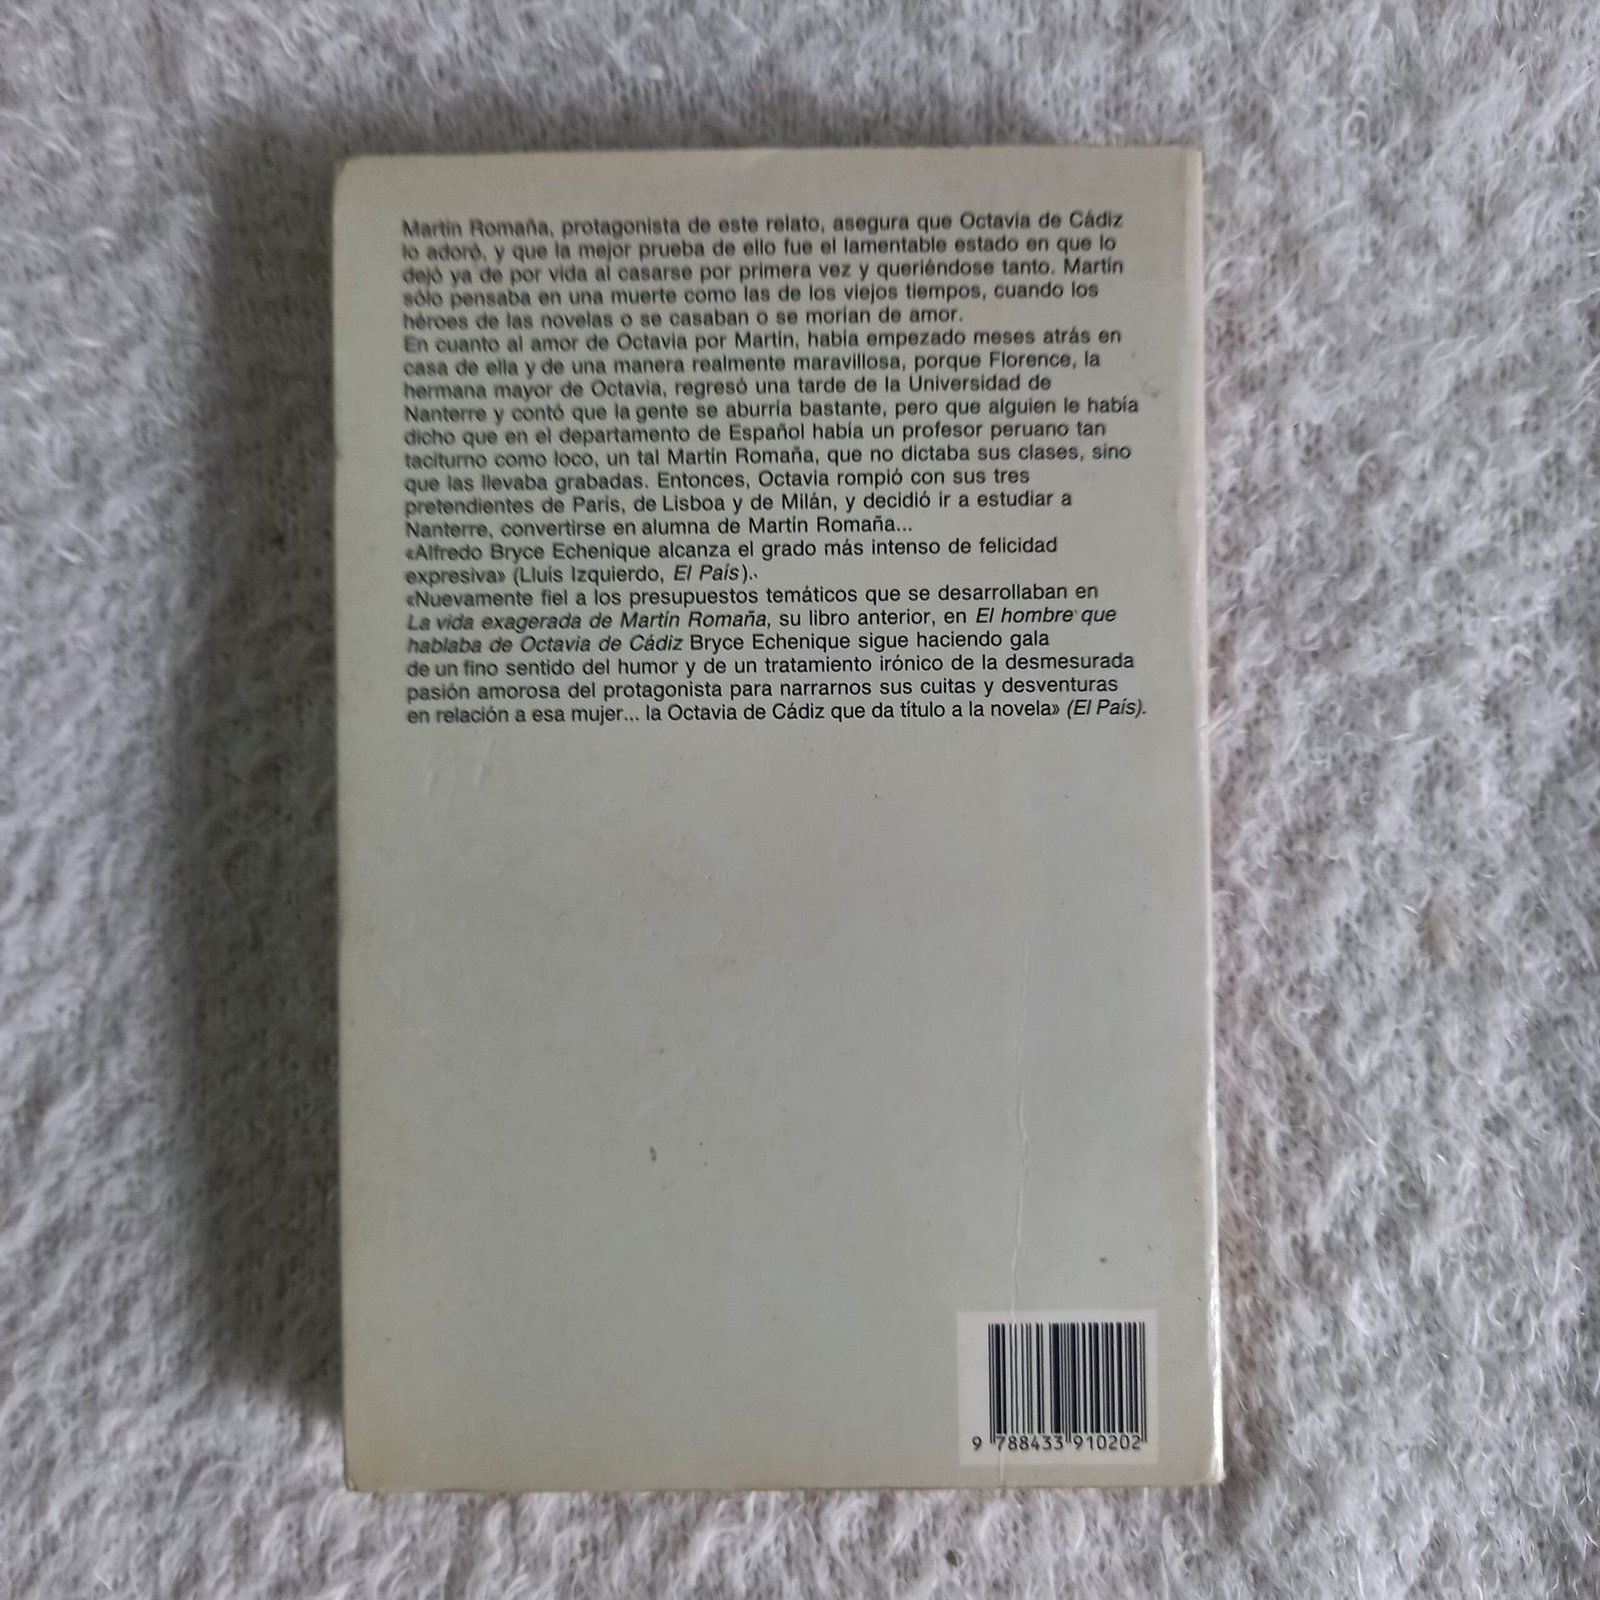 Martín Romaña, protagonista de este relato, asegura que Octavia de Cádiz
lo adoró, y que la mejor prueba de ello fue el lamentable estado en que lo
dejó ya de por vida al casarse por primera vez y queriéndose tanto. Martín
sólo pensaba en una muerte como las de los viejos tiempos, cuando los
héroes de las novelas o se casaban o se morían de amor.
En cuanto al amor de Octavia por Martín, había empezado meses atrás en
casa de ella y de una manera realmente maravillosa, porque Florence, la
hermana mayor de Octavia, regresó una tarde de la Universidad de
Nanterre y contó que la gente se aburría bastante, pero que alguien le había
dicho que en el departamento de Español había un profesor peruano tan
taciturno como loco, un tal Martín Romaña, que no dictaba sus clases, sino
que las llevaba grabadas. Entonces, Octavia rompió con sus tres
pretendientes de París, de Lisboa y de Milán, y decidió ir a estudiar a
Nanterre, convertirse en alumna de Martín Romaña...
«Alfredo Bryce Echenique alcanza el grado más intenso de felicidad
expresiva» (Lluís Izquierdo, El País).
«Nuevamente fiel a los presupuestos temáticos que se desarrollaban en
La vida exagerada de Martín Romaña, su libro anterior, en El hombre que
hablaba de Octavia de Cádiz Bryce Echenique sigue haciendo gala
de un fino sentido del humor y de un tratamiento irónico de la desmesurada
pasión amorosa del protagonista para narrarnos sus cuitas y desventuras
en relación a esa mujer... la Octavia de Cádiz que da título a la novela» (El País).
9 788433 910202